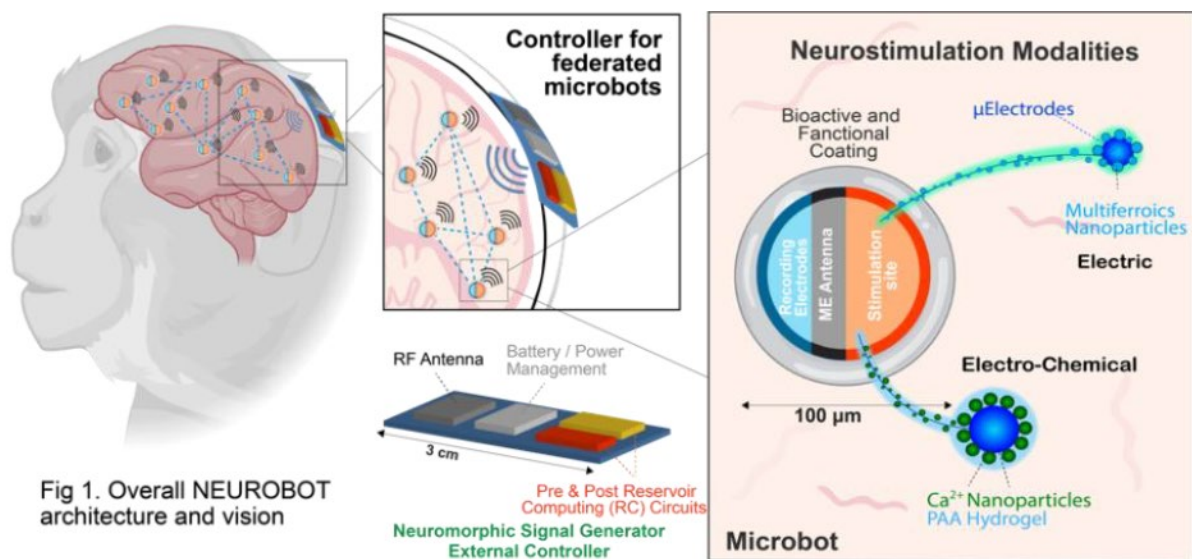 Controller for
federated
microbots
Neurostimulation Modalities
Bioactive and
Fanctional
Coating
µElectrodes
Multiferroics
Nanoparticles
Electric
Recording
Electrodes
ME Antenna
Stimulation
site
Electro-Chemical
100 µm
Ca²⁺ Nanoparticles
PAA Hydrogel
Microbot
RF Antenna
Battery / Power
Management
3 cm
Pre & Post Reservoir
Computing (RC) Circuits
Neuromorphic Signal Generator
External Controller
Fig 1. Overall NEUROBOT
architecture and vision